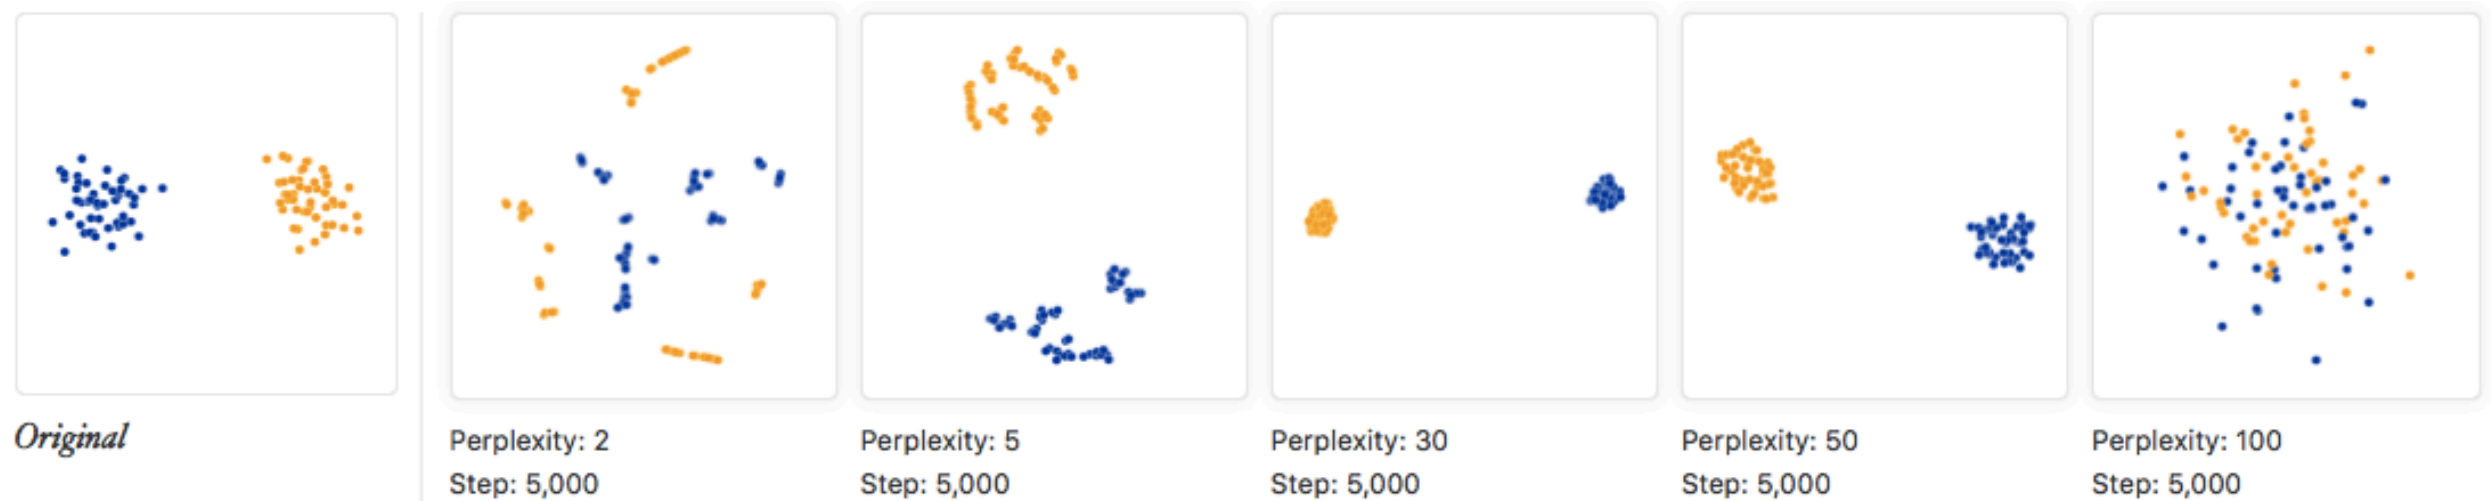 Original
Perplexity: 2
Step: 5,000
Perplexity: 5
Step: 5,000
Perplexity: 30
Step: 5,000
Perplexity: 50
Step: 5,000
Perplexity: 100
Step: 5,000